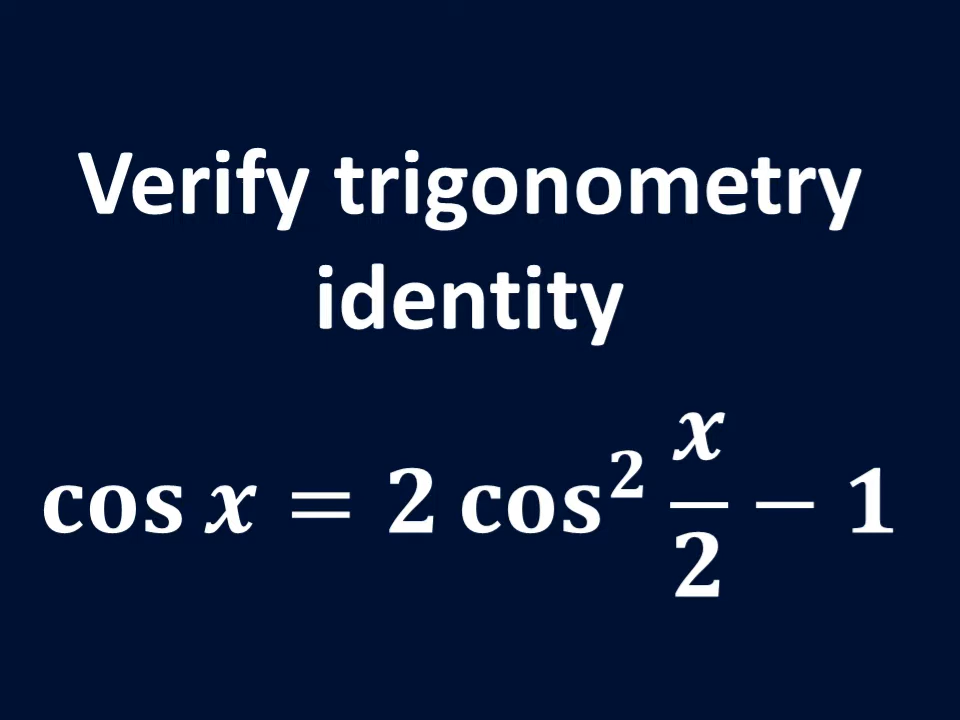 Verify trigonometry
identity
cos x = 2 cos² x/2 − 1